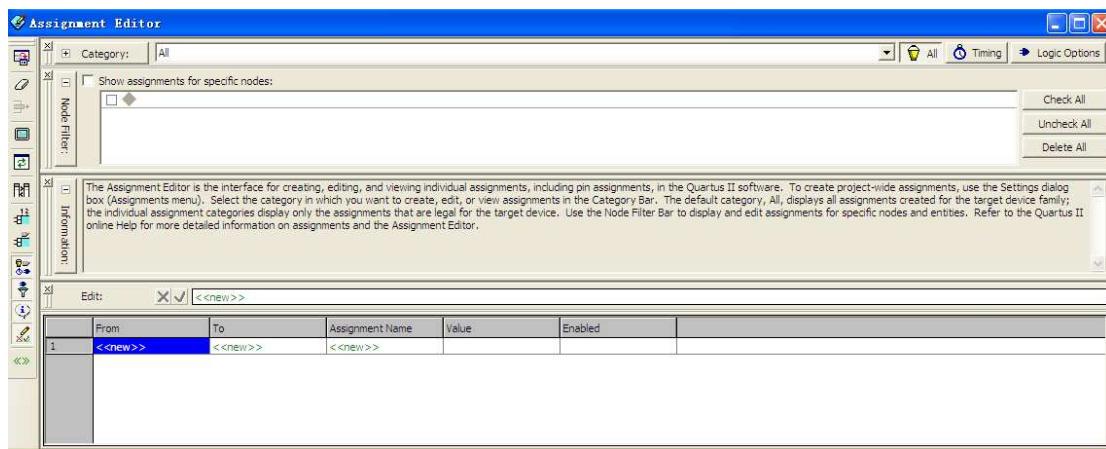 Assignment Editor
Category: All All Timing Logic Options
Show assignments for specific nodes:
Node Filter:
Check All
Uncheck All
Delete All
Information:
The Assignment Editor is the interface for creating, editing, and viewing individual assignments, including pin assignments, in the Quartus II software. To create project-wide assignments, use the Settings dialog
box (Assignments menu). Select the category in which you want to create, edit, or view assignments in the Category Bar. The default category, All, displays all assignments created for the target device family;
the individual assignment categories display only the assignments that are legal for the target device. Use the Node Filter Bar to display and edit assignments for specific nodes and entities. Refer to the Quartus II
online Help for more detailed information on assignments and the Assignment Editor.
Edit: <<new>>
From To Assignment Name Value Enabled
1 <<new>> <<new>> <<new>>